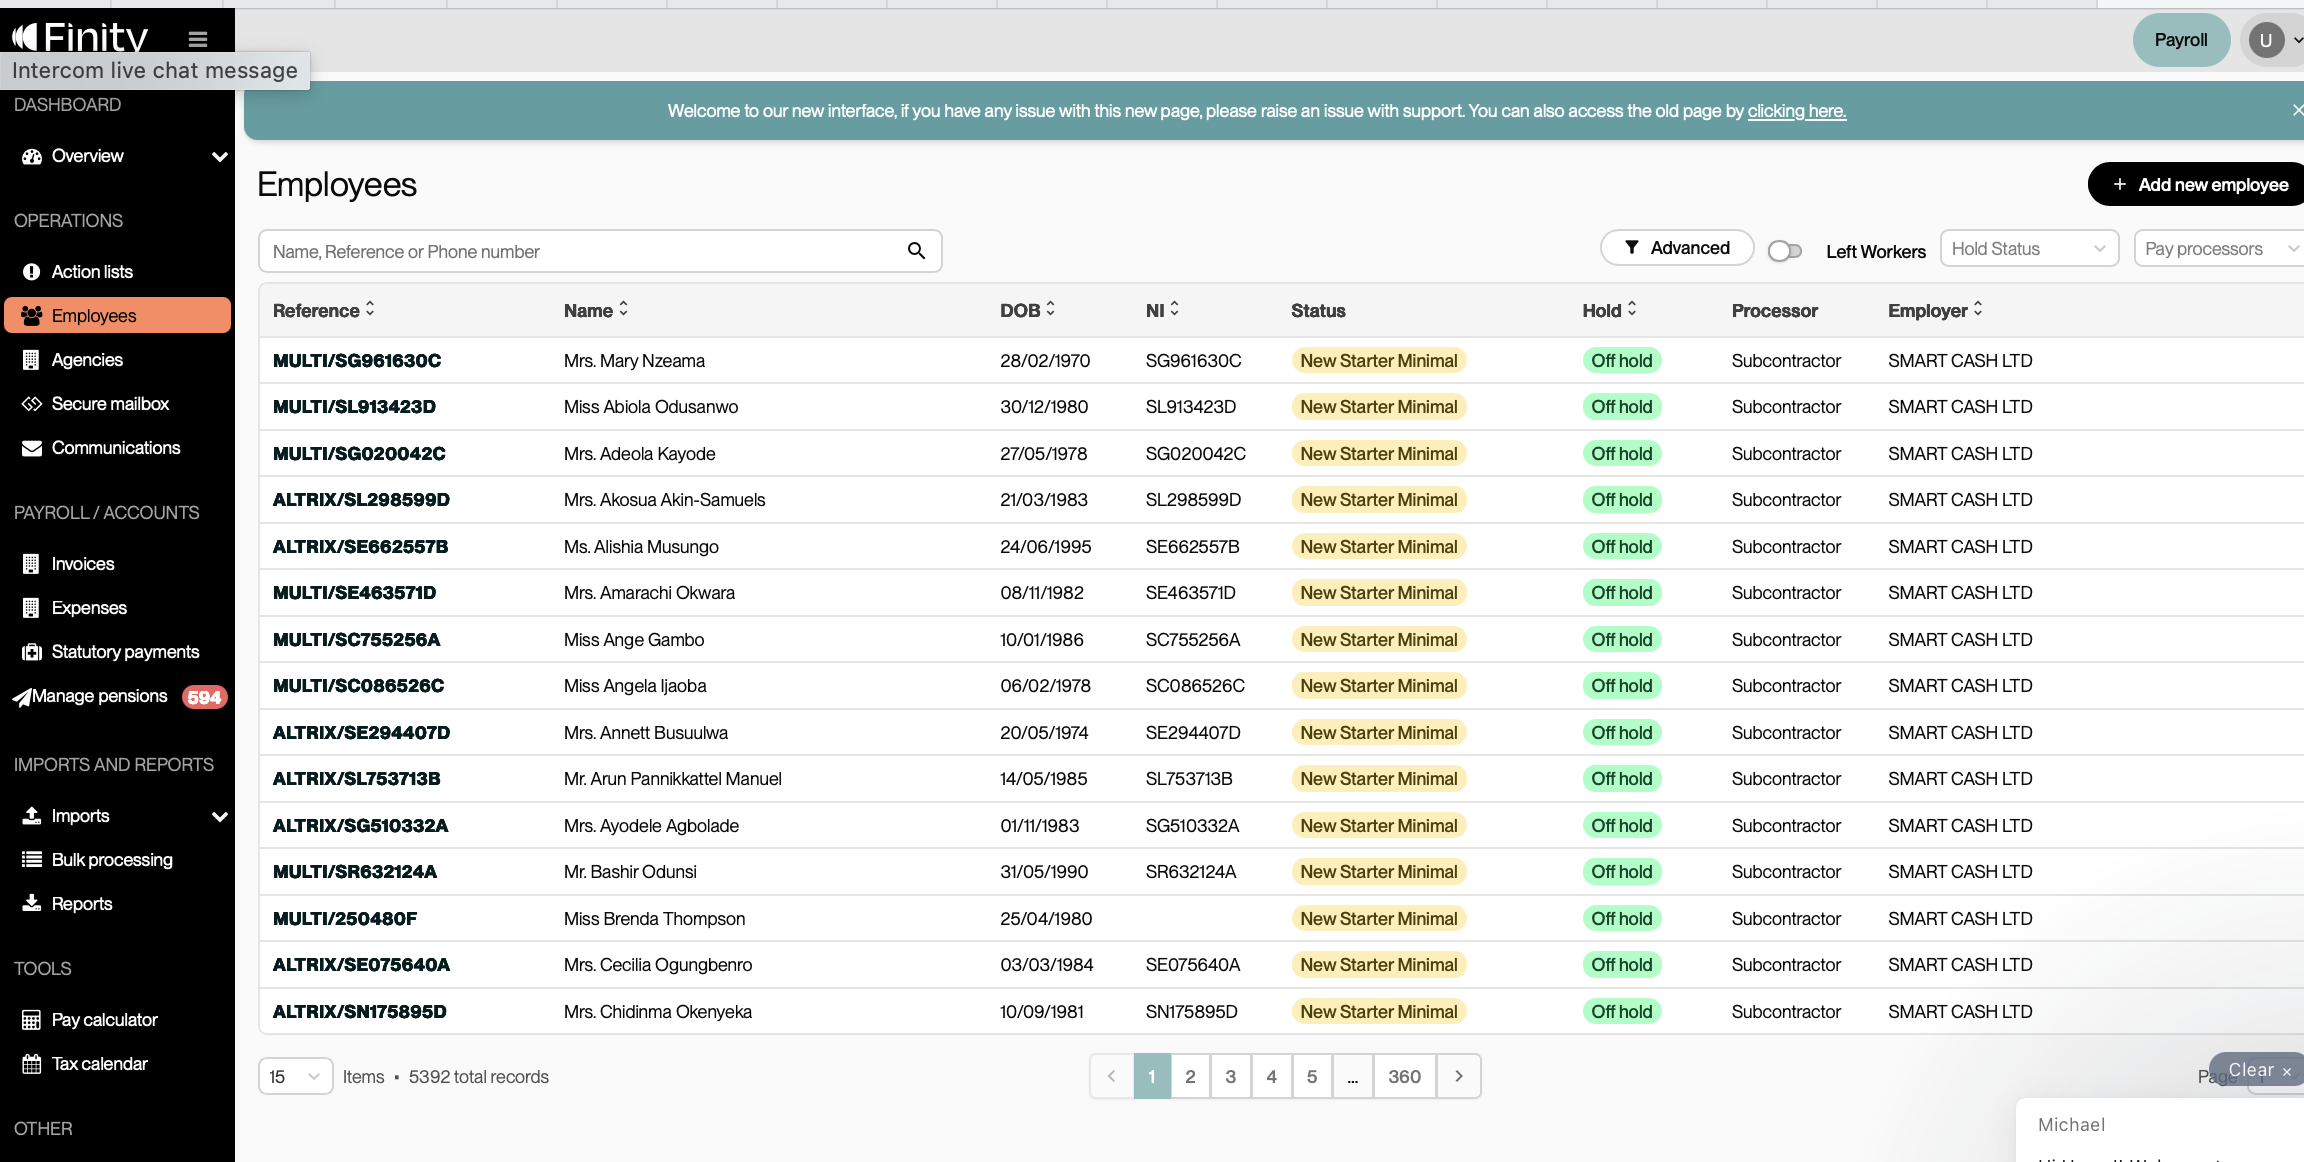 Finity
Intercom live chat message
Payroll
U
Welcome to our new interface, if you have any issue with this new page, please raise an issue with support. You can also access the old page by clicking here.
DASHBOARD
Overview
OPERATIONS
Action lists
Employees
Agencies
Secure mailbox
Communications
PAYROLL / ACCOUNTS
Invoices
Expenses
Statutory payments
Manage pensions 594
IMPORTS AND REPORTS
Imports
Bulk processing
Reports
TOOLS
Pay calculator
Tax calendar
OTHER
Employees
+ Add new employee
Name, Reference or Phone number
Advanced Left Workers Hold Status Pay processors
Reference Name DOB NI Status Hold Processor Employer
MULTI/SG961630C Mrs. Mary Nzeama 28/02/1970 SG961630C New Starter Minimal Off hold Subcontractor SMART CASH LTD
MULTI/SL913423D Miss Abiola Odusanwo 30/12/1980 SL913423D New Starter Minimal Off hold Subcontractor SMART CASH LTD
MULTI/SG020042C Mrs. Adeola Kayode 27/05/1978 SG020042C New Starter Minimal Off hold Subcontractor SMART CASH LTD
ALTRIX/SL298599D Mrs. Akosua Akin-Samuels 21/03/1983 SL298599D New Starter Minimal Off hold Subcontractor SMART CASH LTD
ALTRIX/SE662557B Ms. Alishia Musungo 24/06/1995 SE662557B New Starter Minimal Off hold Subcontractor SMART CASH LTD
MULTI/SE463571D Mrs. Amarachi Okwara 08/11/1982 SE463571D New Starter Minimal Off hold Subcontractor SMART CASH LTD
MULTI/SC755256A Miss Ange Gambo 10/01/1986 SC755256A New Starter Minimal Off hold Subcontractor SMART CASH LTD
MULTI/SC086526C Miss Angela Ijaoba 06/02/1978 SC086526C New Starter Minimal Off hold Subcontractor SMART CASH LTD
ALTRIX/SE294407D Mrs. Annett Busuulwa 20/05/1974 SE294407D New Starter Minimal Off hold Subcontractor SMART CASH LTD
ALTRIX/SL753713B Mr. Arun Pannikkattel Manuel 14/05/1985 SL753713B New Starter Minimal Off hold Subcontractor SMART CASH LTD
ALTRIX/SG510332A Mrs. Ayodele Agbolade 01/11/1983 SG510332A New Starter Minimal Off hold Subcontractor SMART CASH LTD
MULTI/SR632124A Mr. Bashir Odunsi 31/05/1990 SR632124A New Starter Minimal Off hold Subcontractor SMART CASH LTD
MULTI/250480F Miss Brenda Thompson 25/04/1980 New Starter Minimal Off hold Subcontractor SMART CASH LTD
ALTRIX/SE075640A Mrs. Cecilia Ogungbenro 03/03/1984 SE075640A New Starter Minimal Off hold Subcontractor SMART CASH LTD
ALTRIX/SN175895D Mrs. Chidinma Okenyeka 10/09/1981 SN175895D New Starter Minimal Off hold Subcontractor SMART CASH LTD
15 Items • 5392 total records
1 2 3 4 5 ... 360
Page
Clear ×
Michael